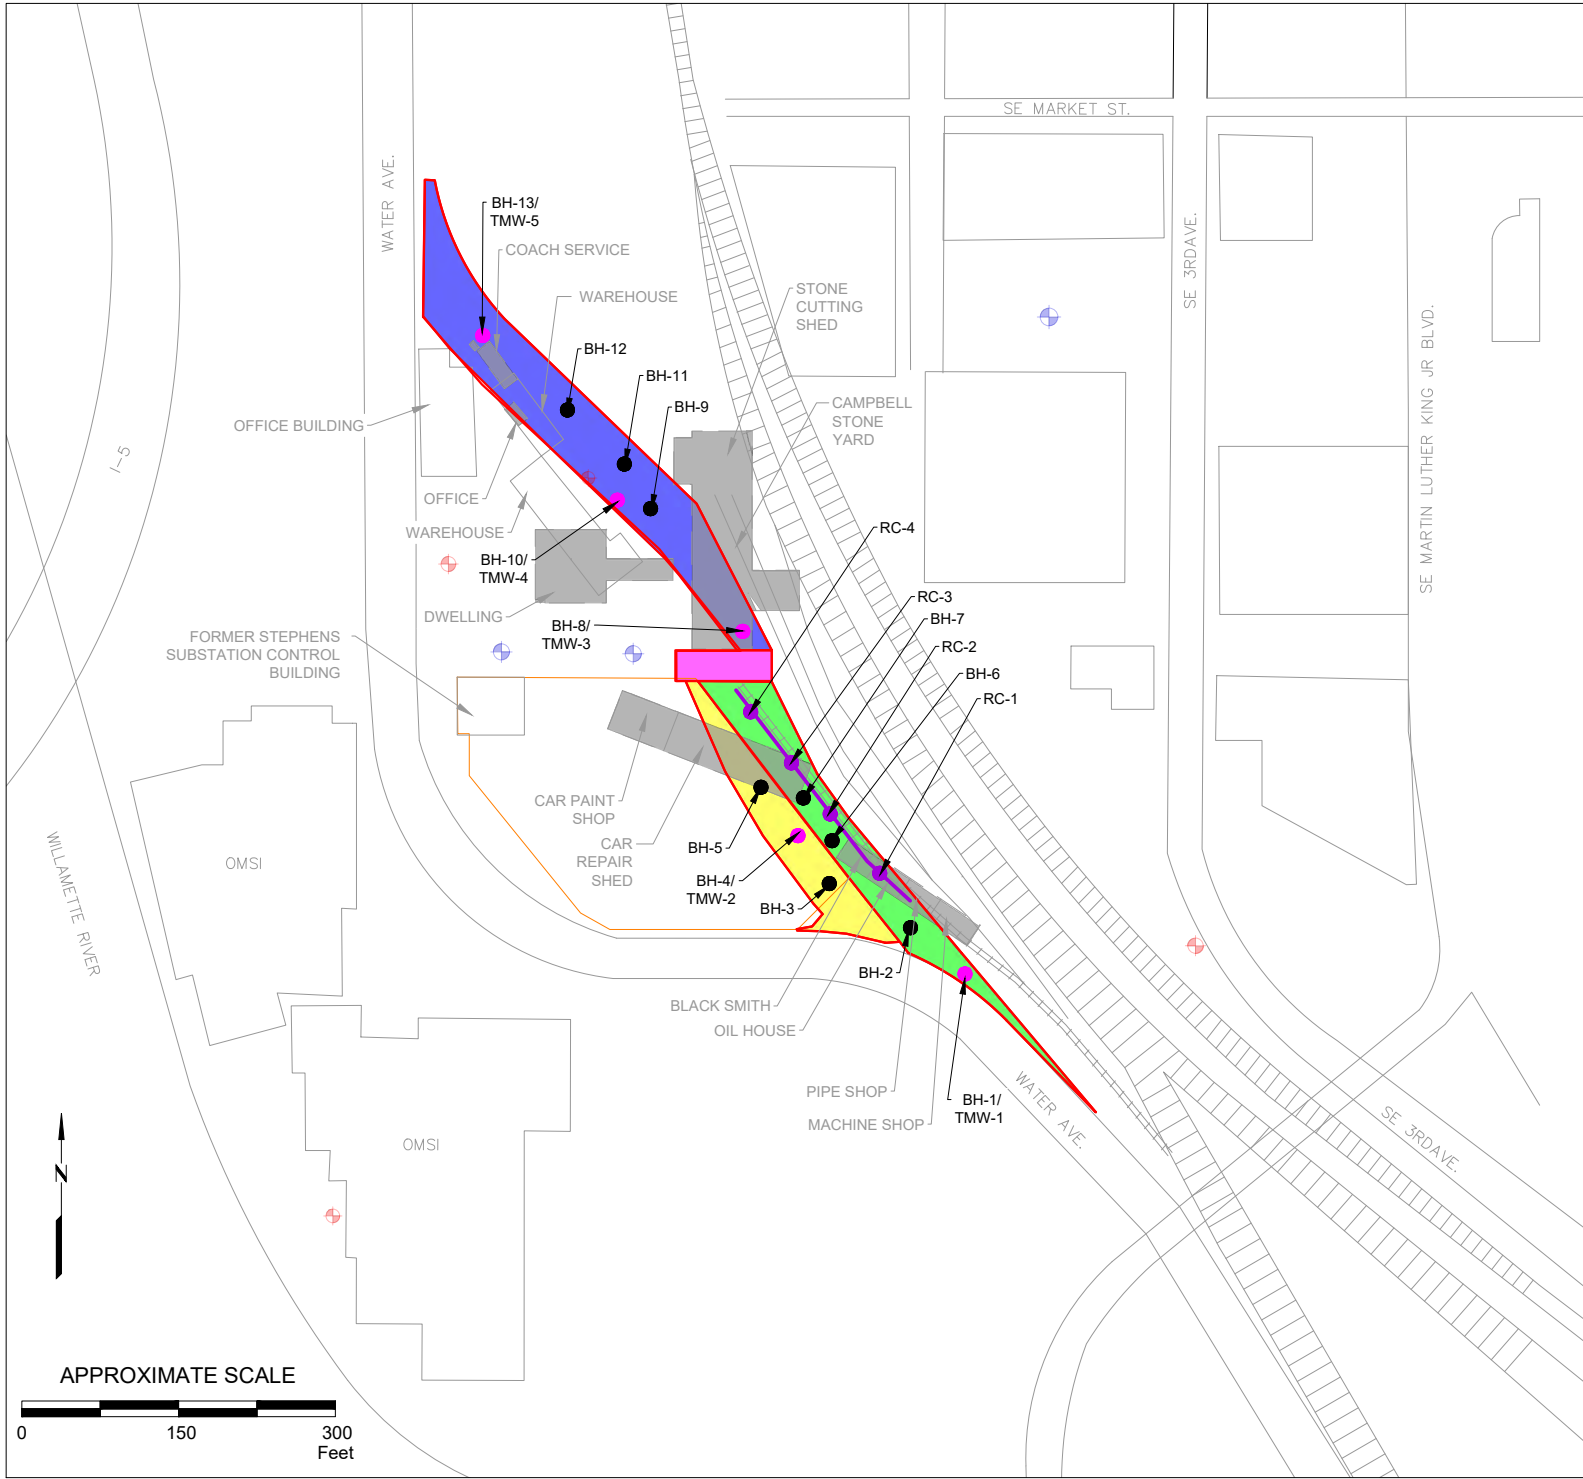 SE MARKET ST.
WATER AVE.
BH-13/
TMW-5
COACH SERVICE
WAREHOUSE
STONE
CUTTING
SHED
SE 3RDAVE.
SE MARTIN LUTHER KING JR BLVD.
BH-12
BH-11
BH-9
CAMPBELL
STONE
YARD
OFFICE BUILDING
I-5
OFFICE
WAREHOUSE
RC-4
BH-10/
TMW-4
DWELLING
BH-8/
TMW-3
RC-3
BH-7
RC-2
BH-6
RC-1
FORMER STEPHENS
SUBSTATION CONTROL
BUILDING
CAR PAINT
SHOP
CAR
REPAIR
SHED
BH-5
BH-4/
TMW-2
BH-3
OMSI
WILLAMETTE RIVER
BH-2
BLACK SMITH
OIL HOUSE
PIPE SHOP
MACHINE SHOP
BH-1/
TMW-1
WATER AVE.
SE 3RDAVE.
OMSI
N
APPROXIMATE SCALE
0 150 300
Feet